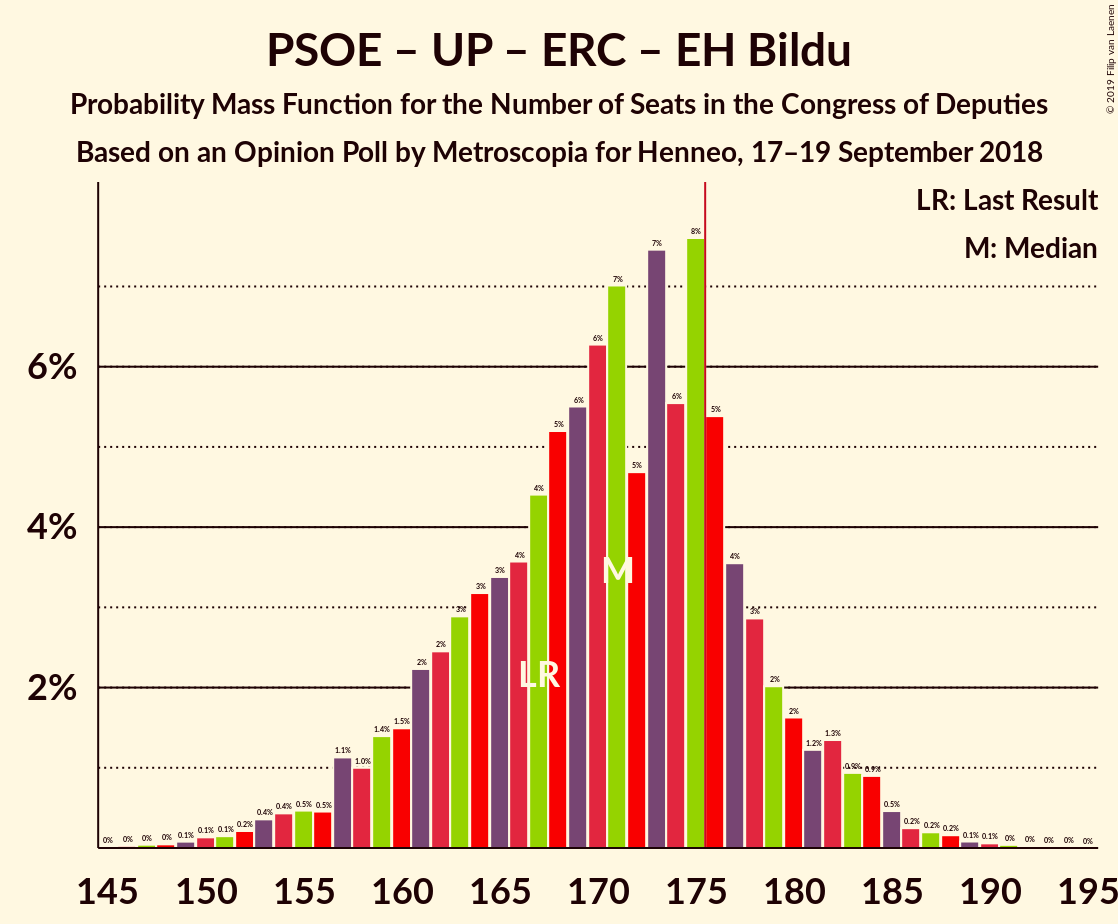 PSOE – UP – ERC – EH Bildu
Probability Mass Function for the Number of Seats in the Congress of Deputies
Based on an Opinion Poll by Metroscopia for Henneo, 17–19 September 2018
© 2019 Filip van Laenen
LR: Last Result
M: Median
6%
4%
2%
0% 0% 0% 0% 0.1% 0.1% 0.1% 0.2% 0.4% 0.4% 0.5% 0.5% 1.1% 1.0% 1.4% 1.5% 2% 2% 3% 3% 3% 4% 4% 5% 6% 6% 7% 5% 7% 6% 8% 5% 4% 3% 2% 2% 1.2% 1.3% 0.9% 0.9% 0.5% 0.2% 0.2% 0.2% 0.1% 0.1% 0% 0% 0% 0% 0%
M
LR
145 150 155 160 165 170 175 180 185 190 195